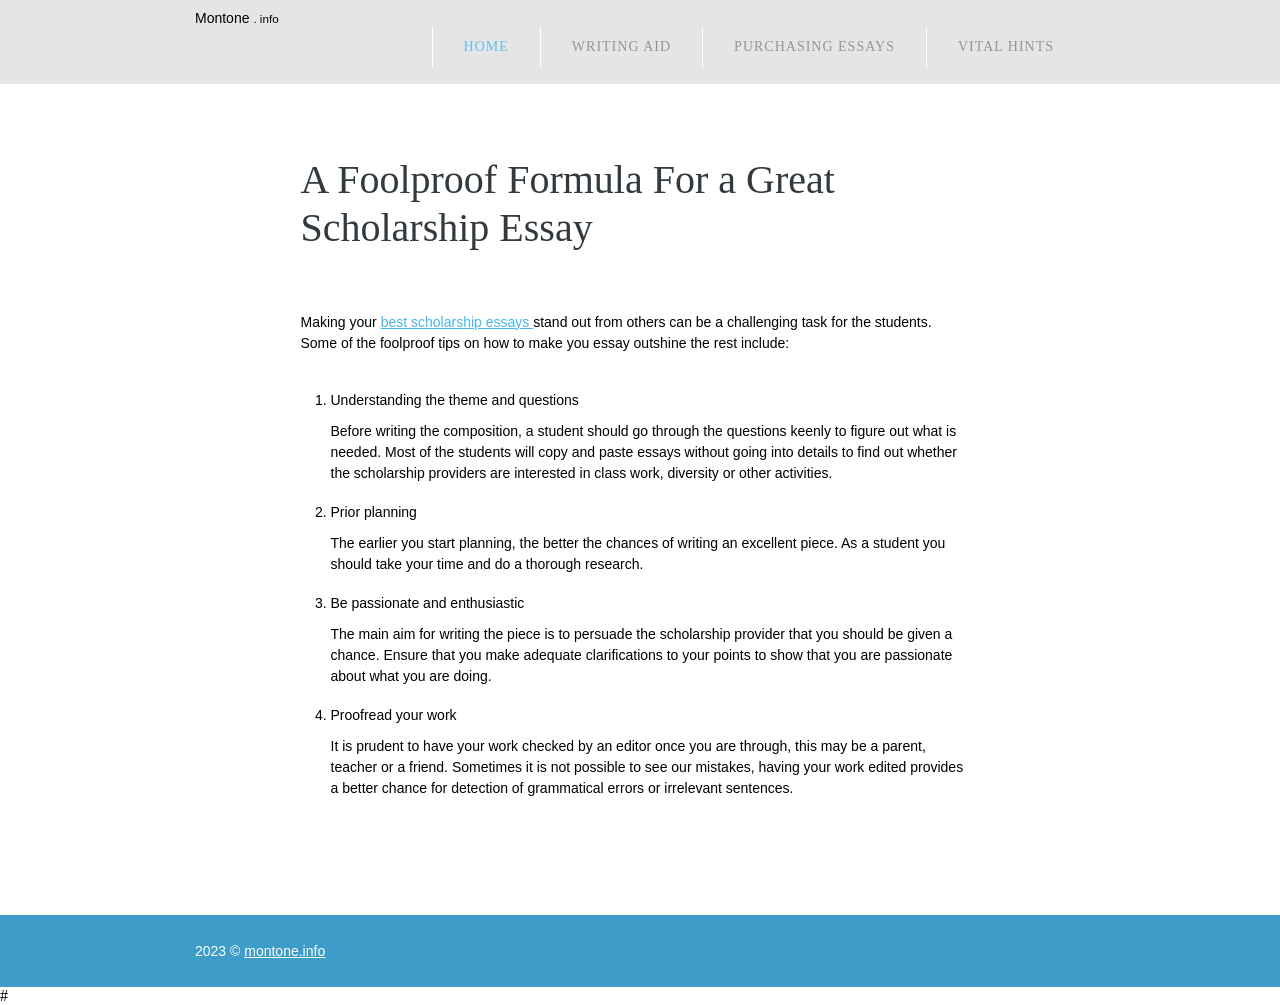 Montone . info
HOME
WRITING AID
PURCHASING ESSAYS
VITAL HINTS
A Foolproof Formula For a Great
Scholarship Essay
Making your best scholarship essays stand out from others can be a challenging task for the students.
Some of the foolproof tips on how to make you essay outshine the rest include:
1. Understanding the theme and questions
Before writing the composition, a student should go through the questions keenly to figure out what is
needed. Most of the students will copy and paste essays without going into details to find out whether
the scholarship providers are interested in class work, diversity or other activities.
2. Prior planning
The earlier you start planning, the better the chances of writing an excellent piece. As a student you
should take your time and do a thorough research.
3. Be passionate and enthusiastic
The main aim for writing the piece is to persuade the scholarship provider that you should be given a
chance. Ensure that you make adequate clarifications to your points to show that you are passionate
about what you are doing.
4. Proofread your work
It is prudent to have your work checked by an editor once you are through, this may be a parent,
teacher or a friend. Sometimes it is not possible to see our mistakes, having your work edited provides
a better chance for detection of grammatical errors or irrelevant sentences.
2023 © montone.info
#